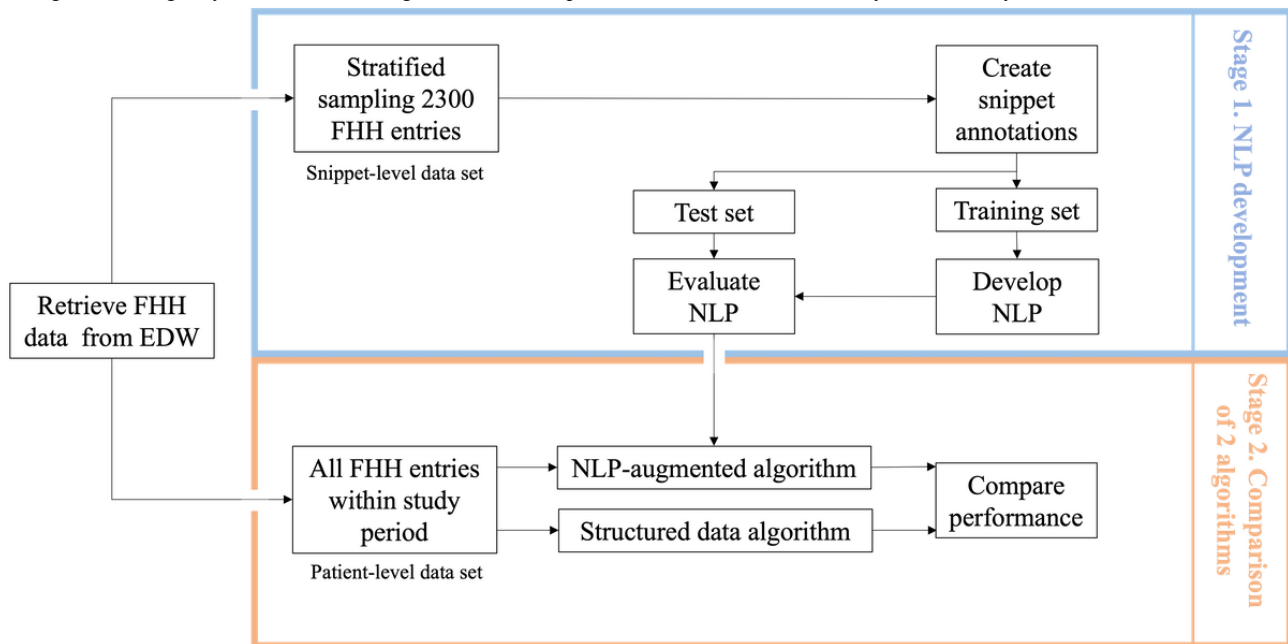 Stratified
sampling 2300
FHH entries
Snippet-level data set
Create
snippet
annotations
Test set
Training set
Evaluate
NLP
Develop
NLP
Stage 1. NLP development
Retrieve FHH
data from EDW
All FHH entries
within study
period
Patient-level data set
NLP-augmented algorithm
Structured data algorithm
Compare
performance
Stage 2. Comparison
of 2 algorithms